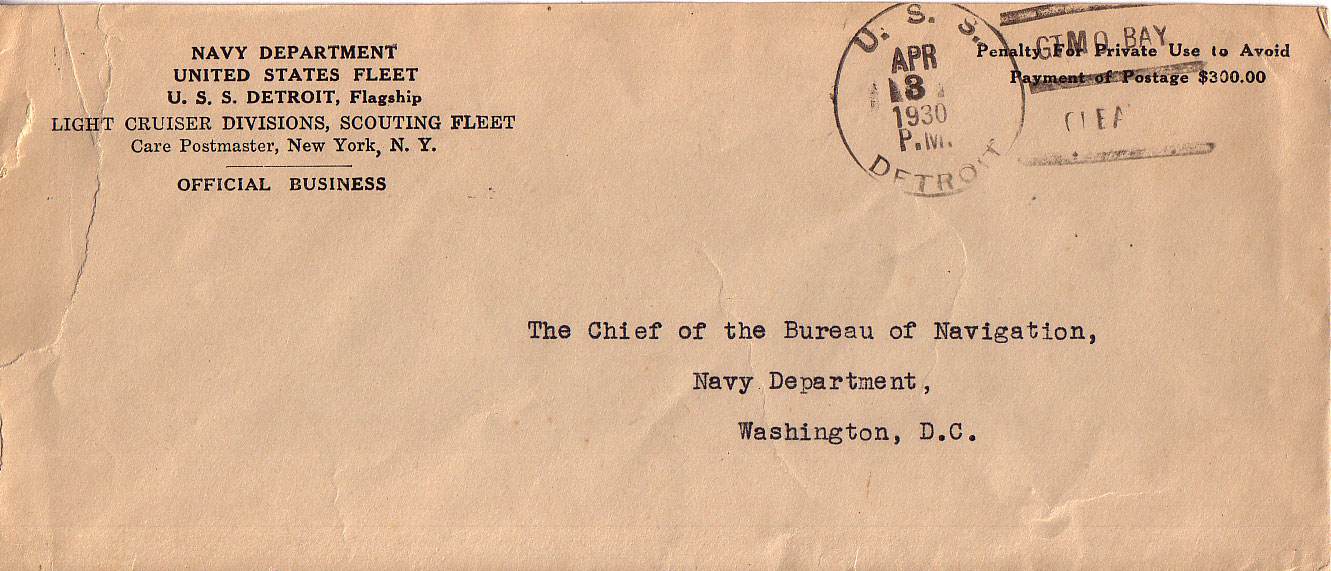 NAVY DEPARTMENT
UNITED STATES FLEET
U. S. S. DETROIT, Flagship
LIGHT CRUISER DIVISIONS, SCOUTING FLEET
Care Postmaster, New York, N. Y.
OFFICIAL BUSINESS
U. S. S.
APR
3
1930
P.M.
DETROIT
GTMO BAY
Penalty For Private Use to Avoid
Payment of Postage $300.00
The Chief of the Bureau of Navigation,
Navy Department,
Washington, D.C.